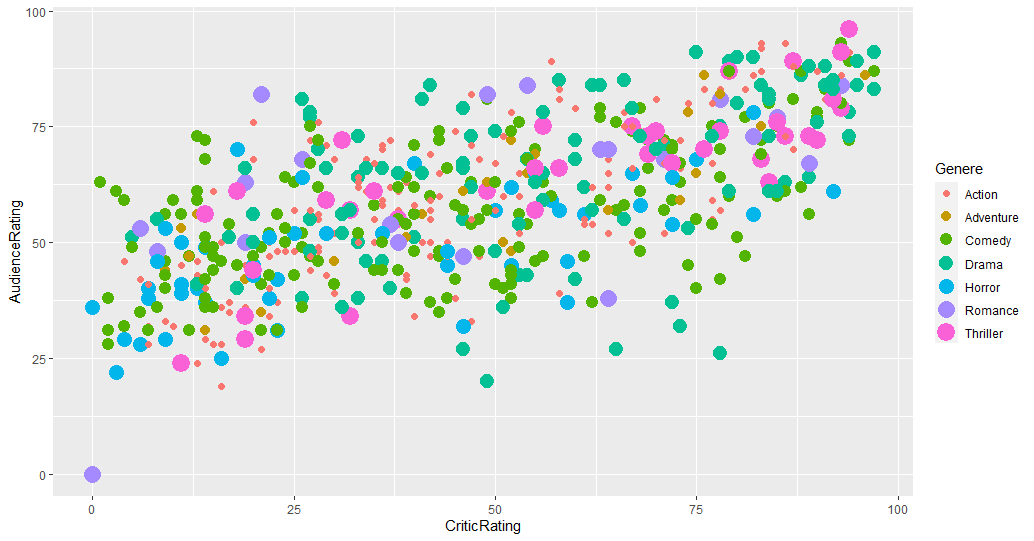 100
75
50
25
0
AudienceRating
0
25
50
75
100
CriticRating
Genere
Action
Adventure
Comedy
Drama
Horror
Romance
Thriller